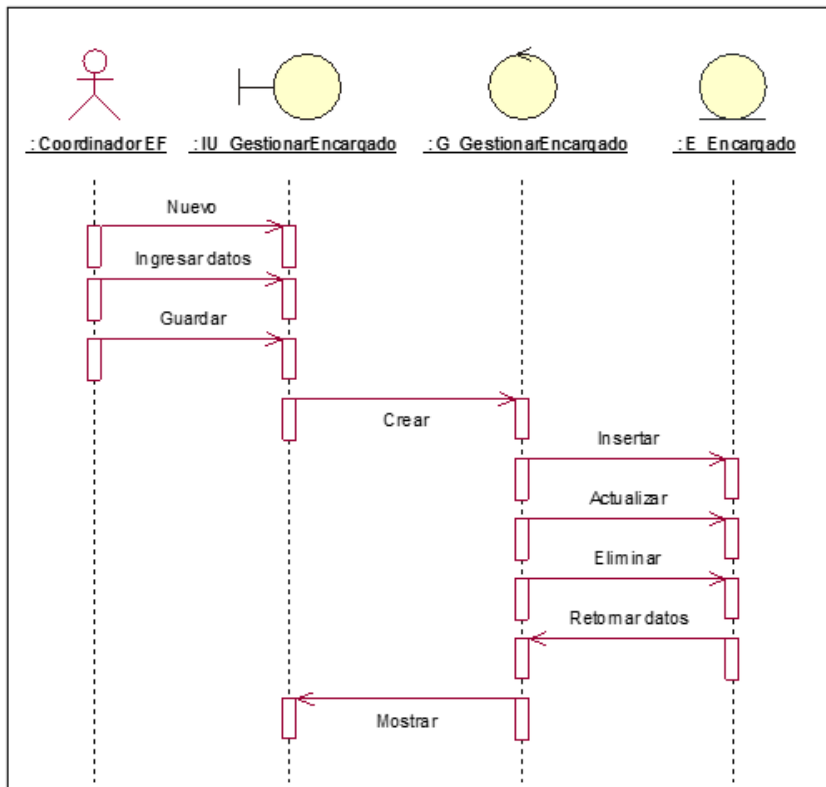 : Coordinador EF
: IU_GestionarEncargado
: G_GestionarEncargado
: E_Encargado
Nuevo
Ingresar datos
Guardar
Crear
Insertar
Actualizar
Eliminar
Retornar datos
Mostrar